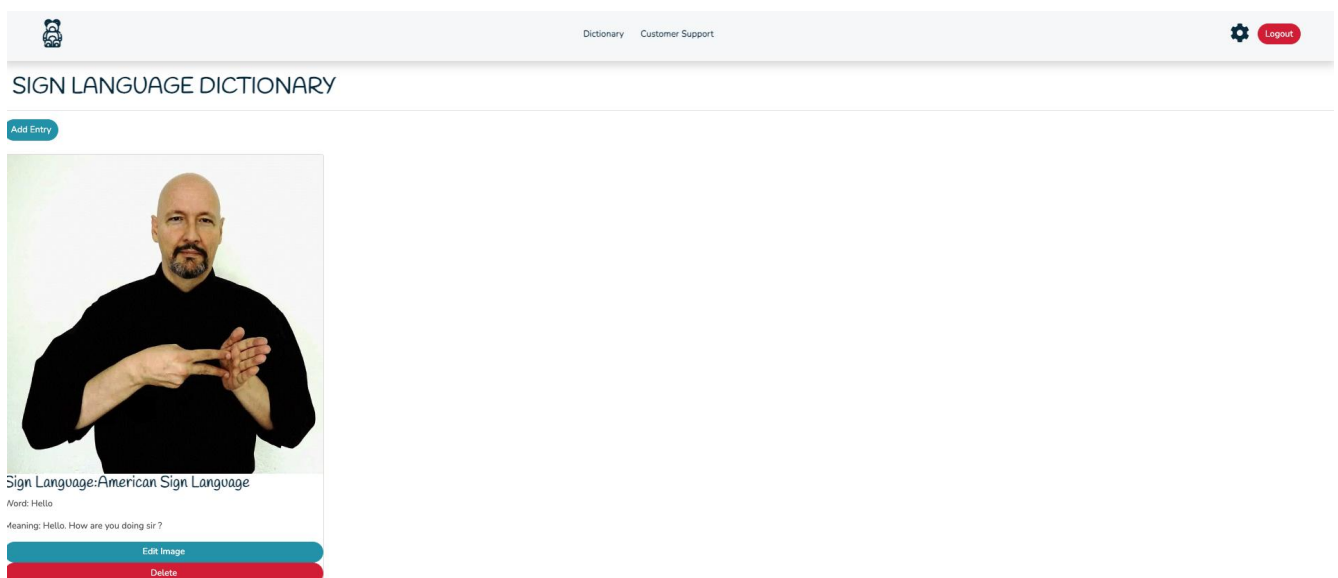 Dictionary Customer Support Logout
SIGN LANGUAGE DICTIONARY
Add Entry
Sign Language:American Sign Language
Word: Hello
Meaning: Hello. How are you doing sir ?
Edit Image
Delete